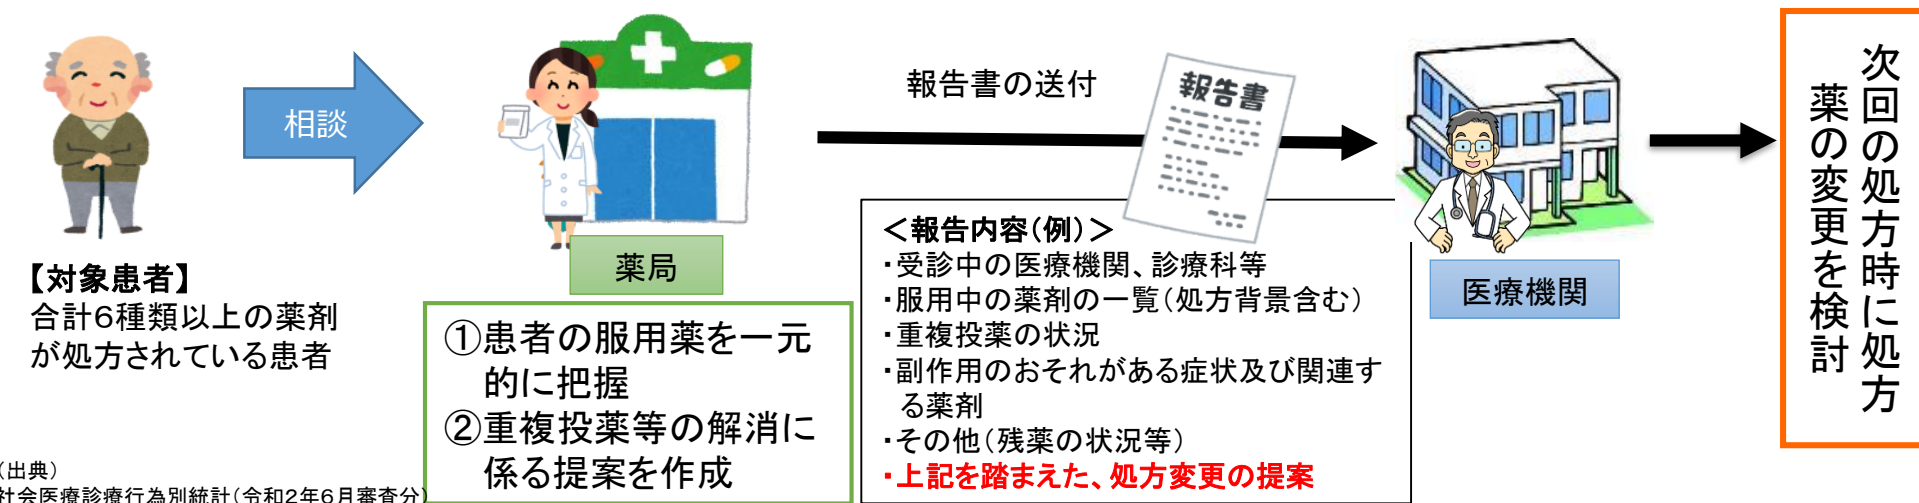 【対象患者】
合計6種類以上の薬剤
が処方されている患者
相談
薬局
①患者の服用薬を一元
的に把握
②重複投薬等の解消に
係る提案を作成
報告書の送付
報告書
＜報告内容(例)＞
・受診中の医療機関、診療科等
・服用中の薬剤の一覧(処方背景含む)
・重複投薬の状況
・副作用のおそれがある症状及び関連す
る薬剤
・その他(残薬の状況等)
・上記を踏まえた、処方変更の提案
医療機関
次回の処方時に処方
薬の変更を検討
(出典)
社会医療診療行為別統計(令和2年6月審査分)